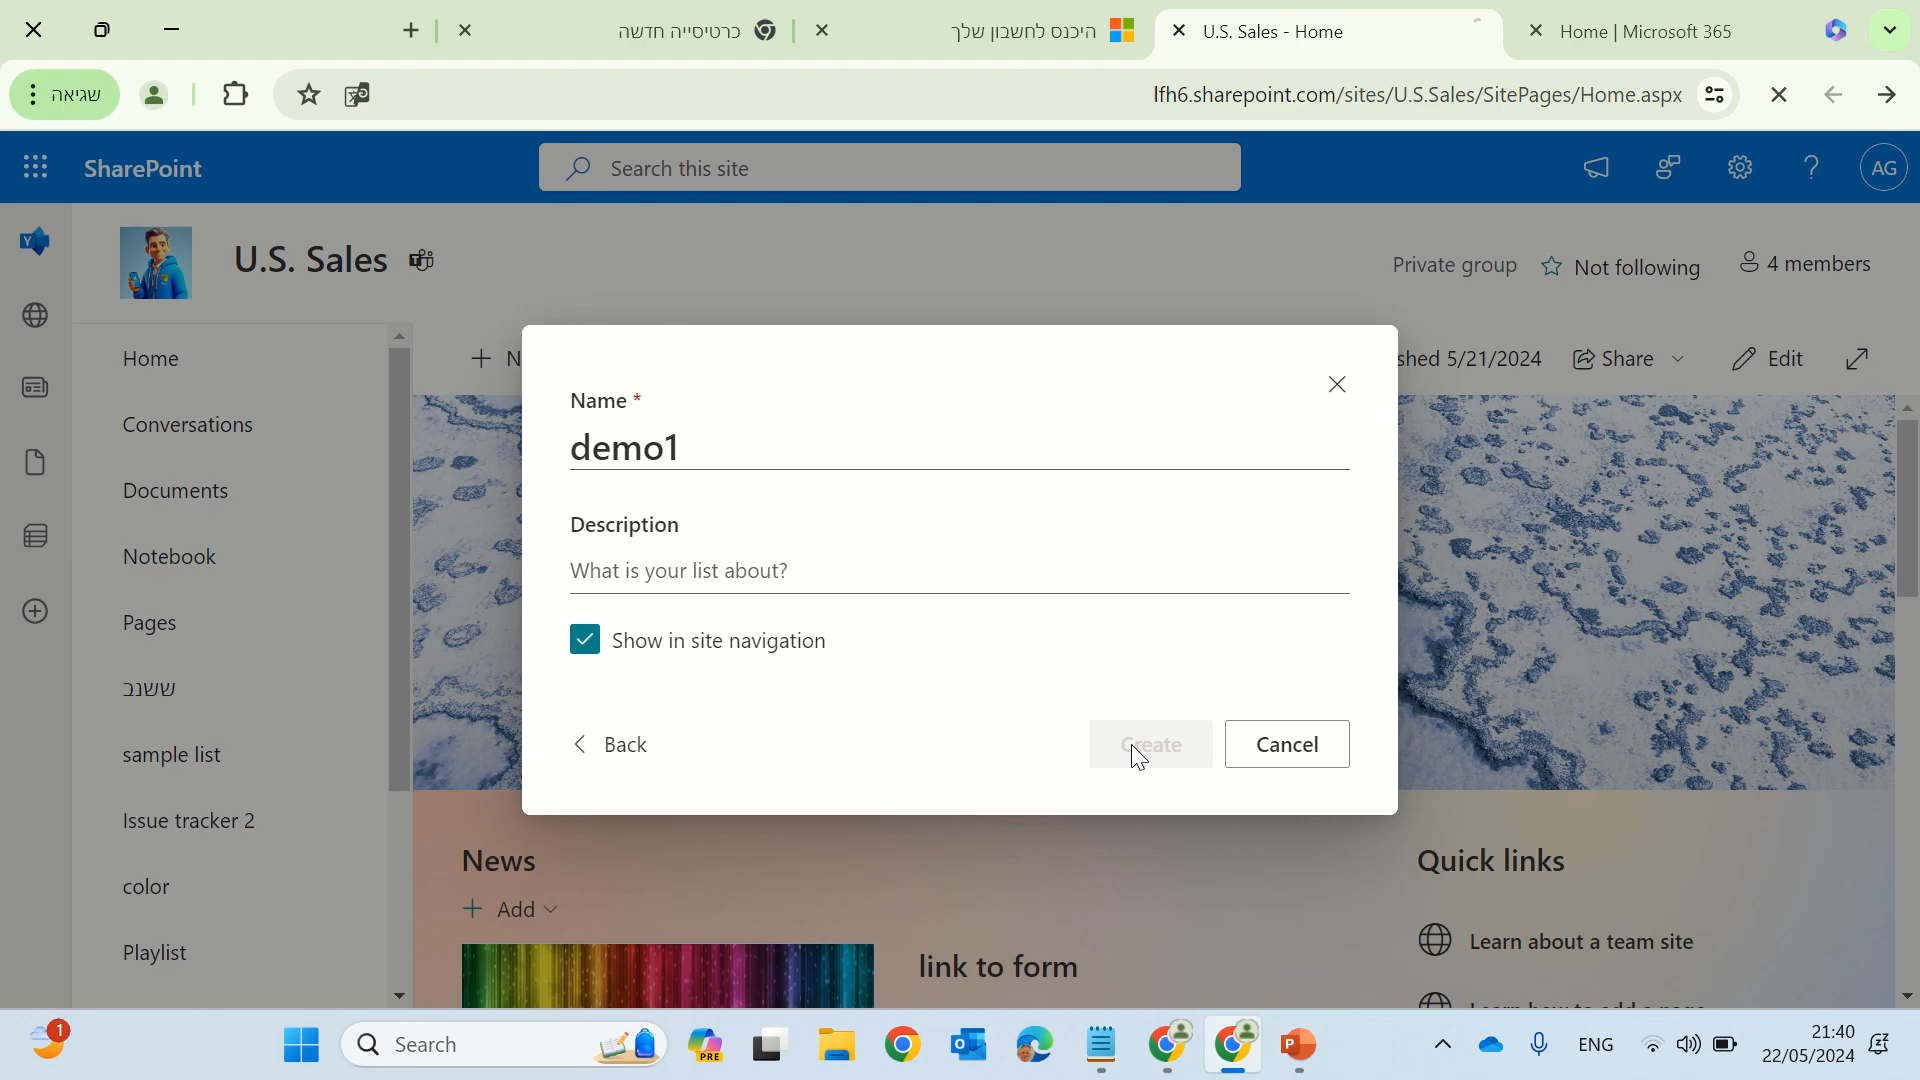 כרטיסייה חדשה
היכנס לחשבון שלך
U.S. Sales - Home
Home | Microsoft 365
שגיאה
lfh6.sharepoint.com/sites/U.S.Sales/SitePages/Home.aspx
SharePoint
Search this site
AG
U.S. Sales
Private group
Not following
4 members
Home
Conversations
Documents
Notebook
Pages
ששנב
sample list
Issue tracker 2
color
Playlist
shed 5/21/2024
Share
Edit
Name *
demo1
Description
What is your list about?
Show in site navigation
Back
Create
Cancel
News
Add
link to form
Quick links
Learn about a team site
1
Search
PRE
ENG
21:40
22/05/2024